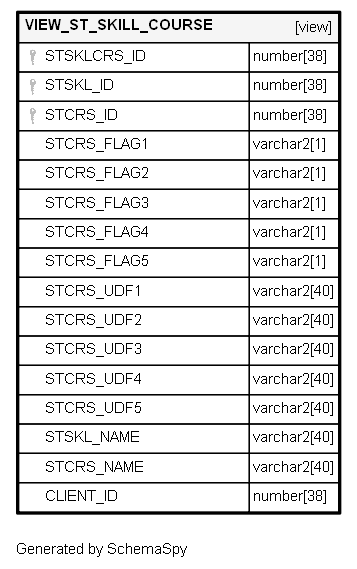 VIEW_ST_SKILL_COURSE [view]
STSKLCRS_ID number[38]
STSKL_ID number[38]
STCRS_ID number[38]
STCRS_FLAG1 varchar2[1]
STCRS_FLAG2 varchar2[1]
STCRS_FLAG3 varchar2[1]
STCRS_FLAG4 varchar2[1]
STCRS_FLAG5 varchar2[1]
STCRS_UDF1 varchar2[40]
STCRS_UDF2 varchar2[40]
STCRS_UDF3 varchar2[40]
STCRS_UDF4 varchar2[40]
STCRS_UDF5 varchar2[40]
STSKL_NAME varchar2[40]
STCRS_NAME varchar2[40]
CLIENT_ID number[38]
Generated by SchemaSpy